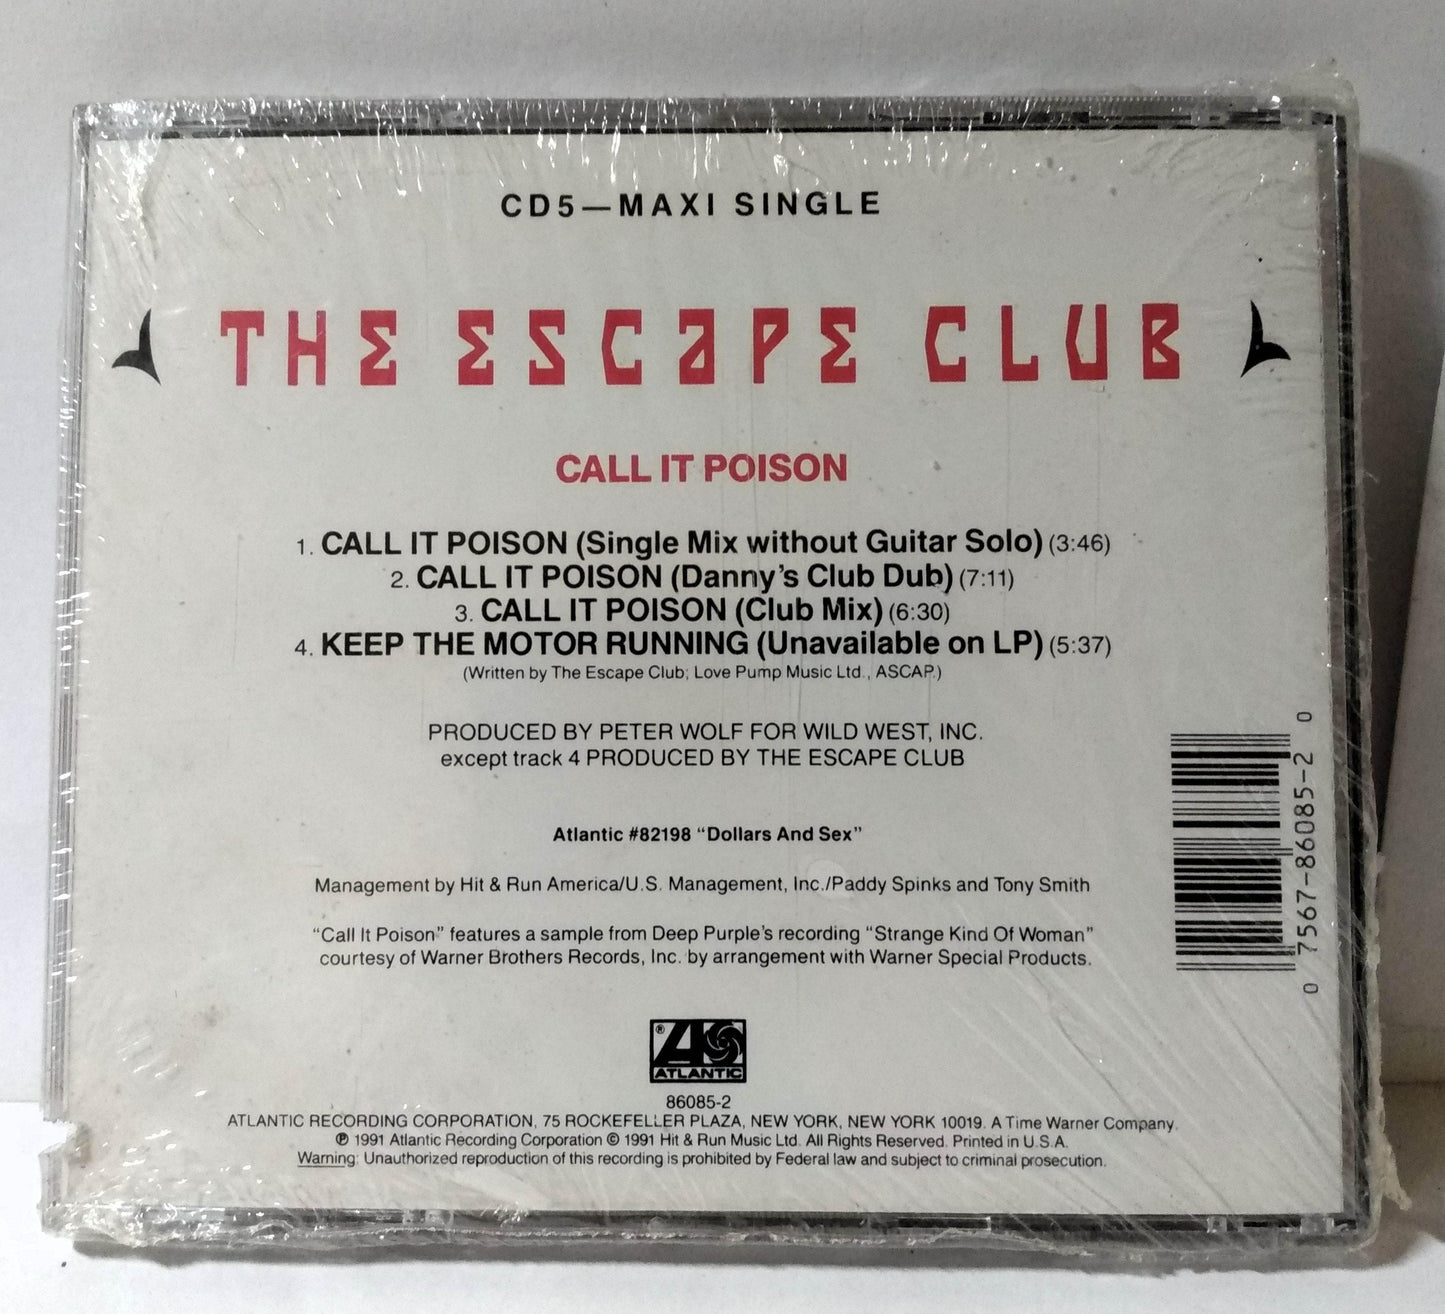 CD5—MAXI SINGLE
THE ESCAPE CLUB
CALL IT POISON
1. CALL IT POISON (Single Mix without Guitar Solo) (3:46)
2. CALL IT POISON (Danny's Club Dub) (7:11)
3. CALL IT POISON (Club Mix) (6:30)
4. KEEP THE MOTOR RUNNING (Unavailable on LP) (5:37)
(Written by The Escape Club; Love Pump Music Ltd., ASCAP.)
PRODUCED BY PETER WOLF FOR WILD WEST, INC.
except track 4 PRODUCED BY THE ESCAPE CLUB
Atlantic #82198 "Dollars And Sex"
Management by Hit & Run America/U.S. Management, Inc./Paddy Spinks and Tony Smith
"Call It Poison" features a sample from Deep Purple's recording "Strange Kind Of Woman"
courtesy of Warner Brothers Records, Inc. by arrangement with Warner Special Products.
0 7567-86085-2 0
® ATLANTIC
86085-2
ATLANTIC RECORDING CORPORATION, 75 ROCKEFELLER PLAZA, NEW YORK, NEW YORK 10019. A Time Warner Company.
℗ 1991 Atlantic Recording Corporation © 1991 Hit & Run Music Ltd. All Rights Reserved. Printed in U.S.A.
Warning: Unauthorized reproduction of this recording is prohibited by Federal law and subject to criminal prosecution.